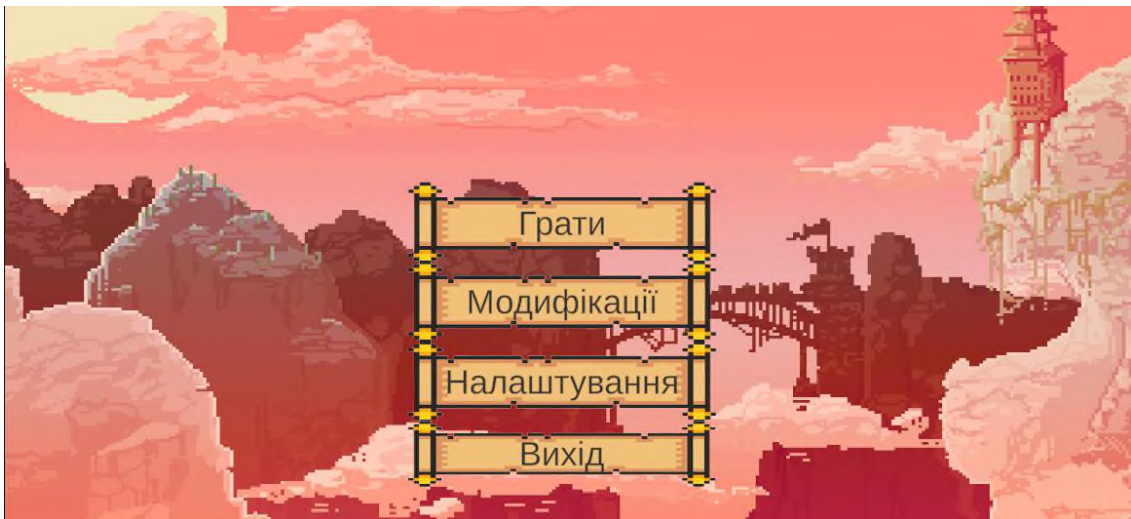 Грати
Модифікації
Налаштування
Вихід